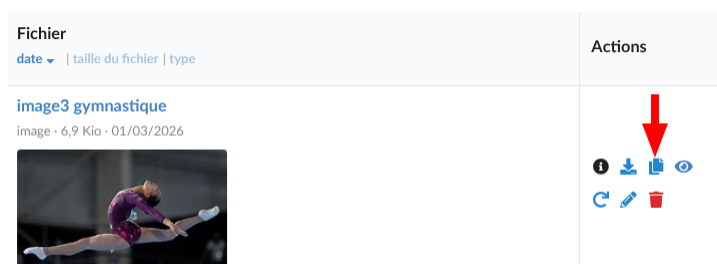 Fichier
date | taille du fichier | type
Actions
image3 gymnastique
image · 6,9 Kio · 01/03/2026